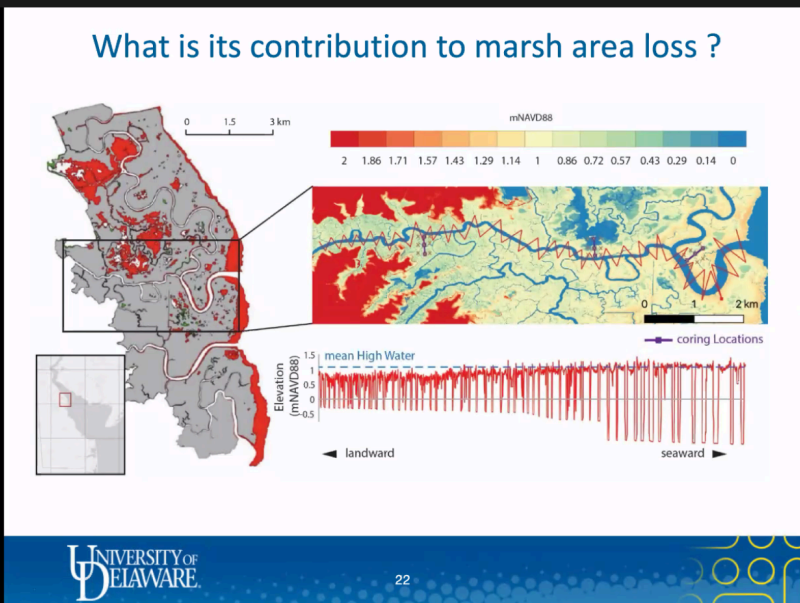 What is its contribution to marsh area loss ?
0 1.5 3 km
mNAVD88
2 1.86 1.71 1.57 1.43 1.29 1.14 1 0.86 0.72 0.57 0.43 0.29 0.14 0
0 1 2 km
coring Locations
mean High Water
Elevation
(mNAVD88)
1.5
1
0.5
0
-0.5
landward
seaward
UNIVERSITY OF
DELAWARE.
22